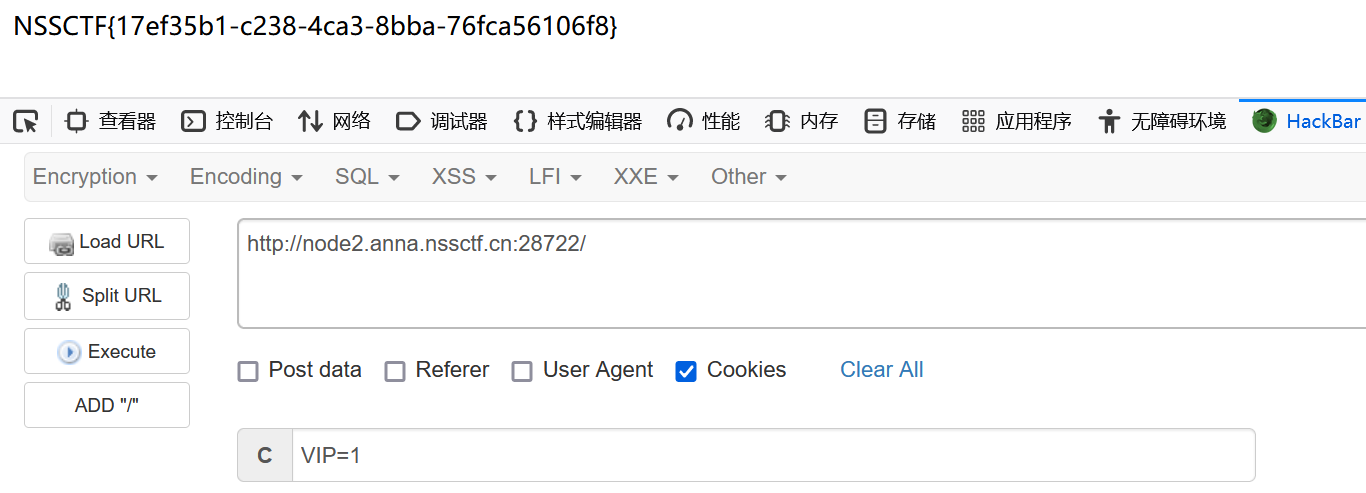 NSSCTF{17ef35b1-c238-4ca3-8bba-76fca56106f8}
查看器 控制台 网络 调试器 {} 样式编辑器 性能 内存 存储 应用程序 无障碍环境 HackBar
Encryption Encoding SQL XSS LFI XXE Other
Load URL
http://node2.anna.nssctf.cn:28722/
Split URL
Execute
Post data Referer User Agent Cookies Clear All
ADD "/"
C VIP=1